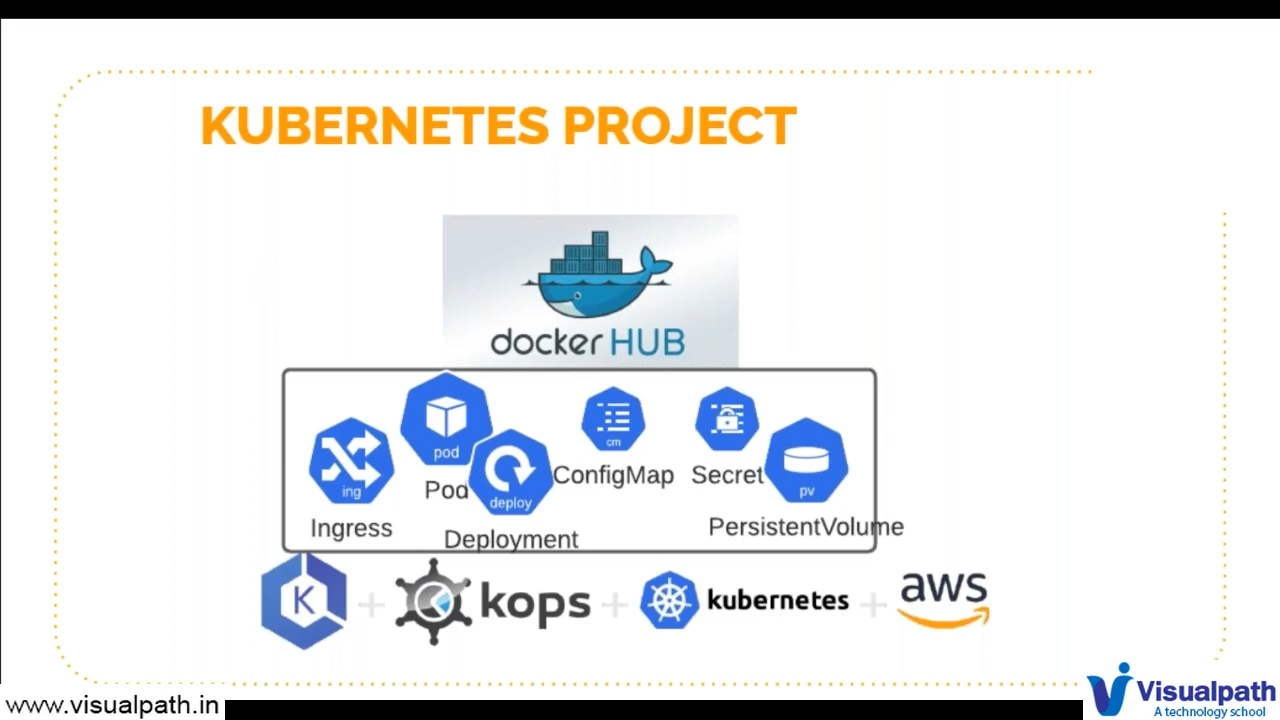 KUBERNETES PROJECT
docker HUB
ing
Ingress
pod
Pod
deploy
Deployment
cm
ConfigMap
Secret
pv
PersistentVolume
K + kops + kubernetes + aws
www.visualpath.in
Visualpath
A technology school